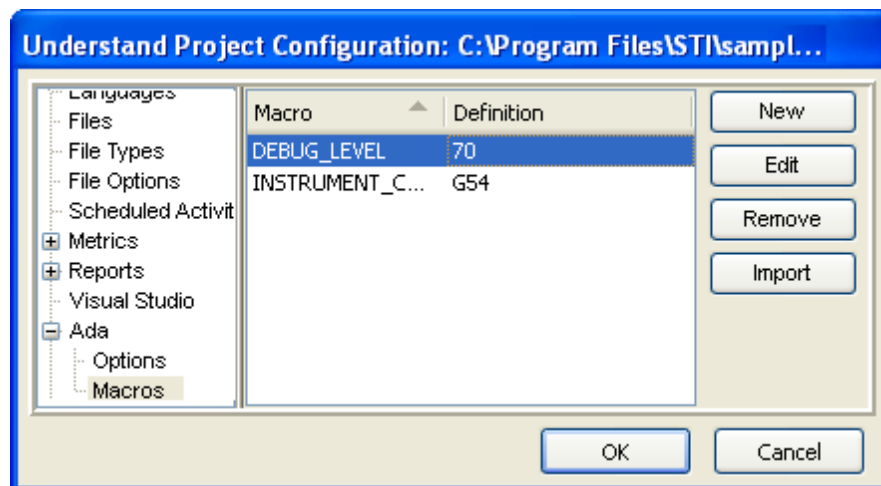 Understand Project Configuration: C:\Program Files\STI\sampl...
Languages
Files
File Types
File Options
Scheduled Activit
Metrics
Reports
Visual Studio
Ada
Options
Macros
Macro Definition
DEBUG_LEVEL 70
INSTRUMENT_C... G54
New
Edit
Remove
Import
OK Cancel